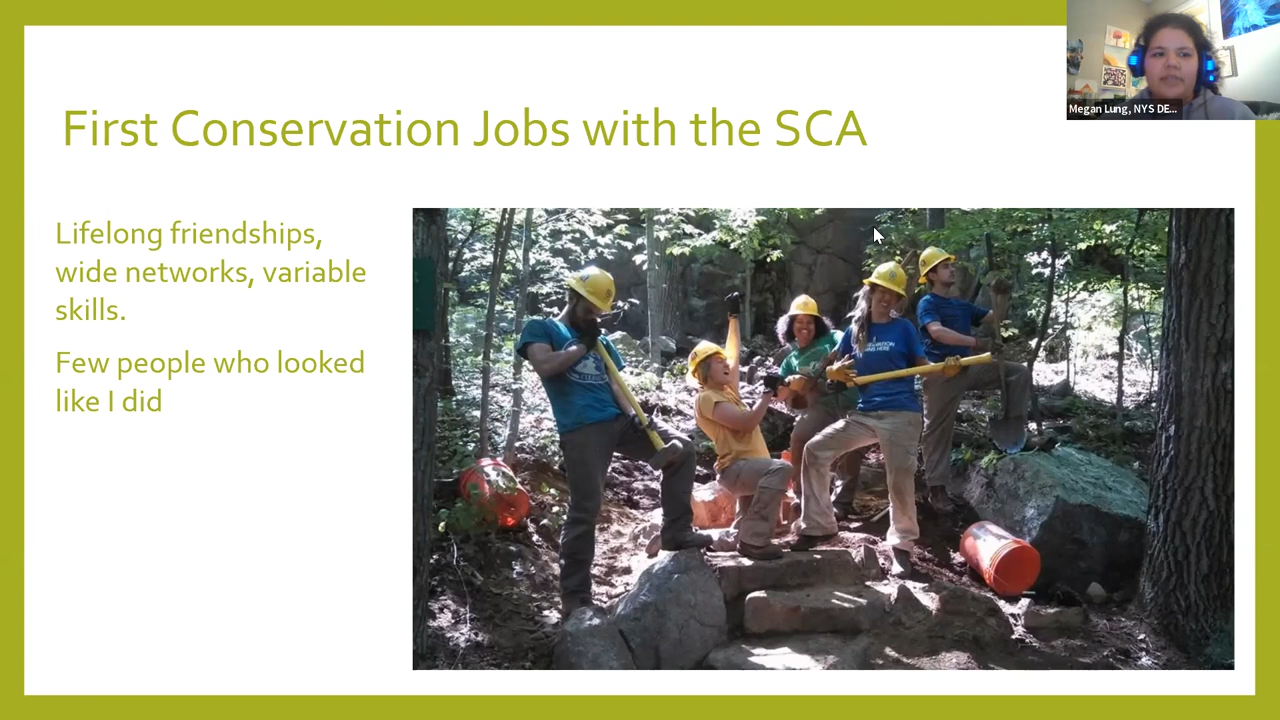 First Conservation Jobs with the SCA
Lifelong friendships,
wide networks, variable
skills.
Few people who looked
like I did
Megan Lung, NYS DE...